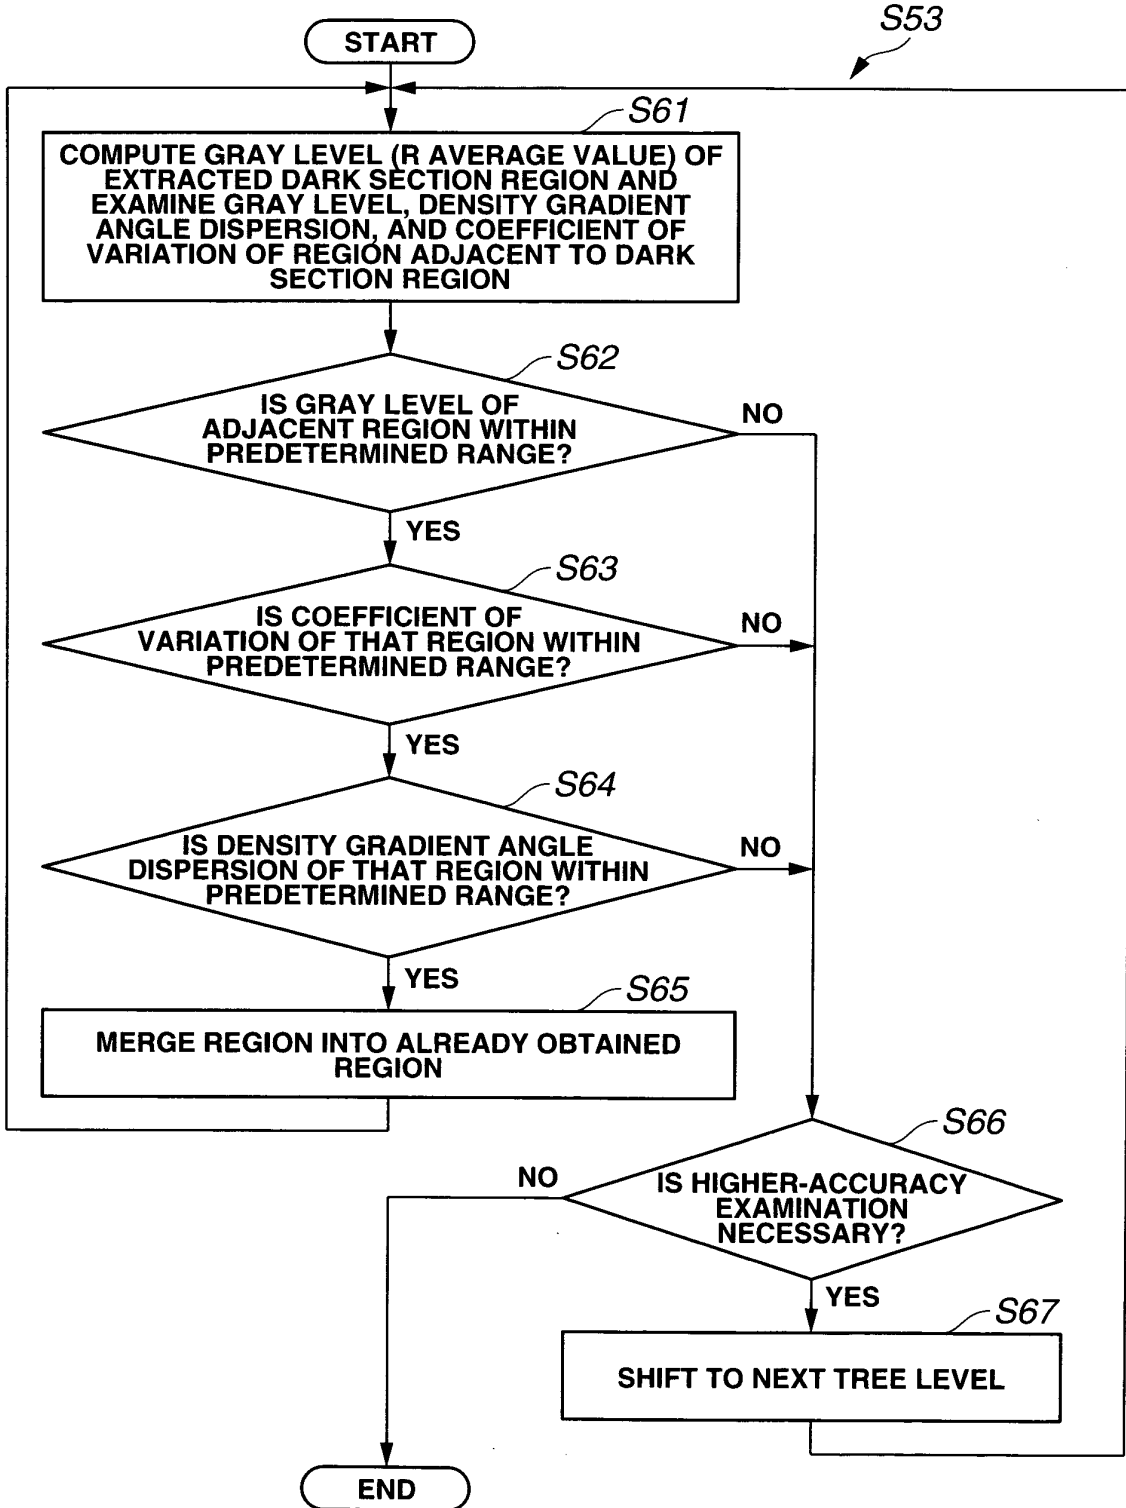 S53
START
S61
COMPUTE GRAY LEVEL (R AVERAGE VALUE) OF
EXTRACTED DARK SECTION REGION AND
EXAMINE GRAY LEVEL, DENSITY GRADIENT
ANGLE DISPERSION, AND COEFFICIENT OF
VARIATION OF REGION ADJACENT TO DARK
SECTION REGION
S62
IS GRAY LEVEL OF
ADJACENT REGION WITHIN
PREDETERMINED RANGE?
NO
YES
S63
IS COEFFICIENT OF
VARIATION OF THAT REGION WITHIN
PREDETERMINED RANGE?
NO
YES
S64
IS DENSITY GRADIENT ANGLE
DISPERSION OF THAT REGION WITHIN
PREDETERMINED RANGE?
NO
YES
S65
MERGE REGION INTO ALREADY OBTAINED
REGION
S66
IS HIGHER-ACCURACY
EXAMINATION
NECESSARY?
NO
YES
S67
SHIFT TO NEXT TREE LEVEL
END